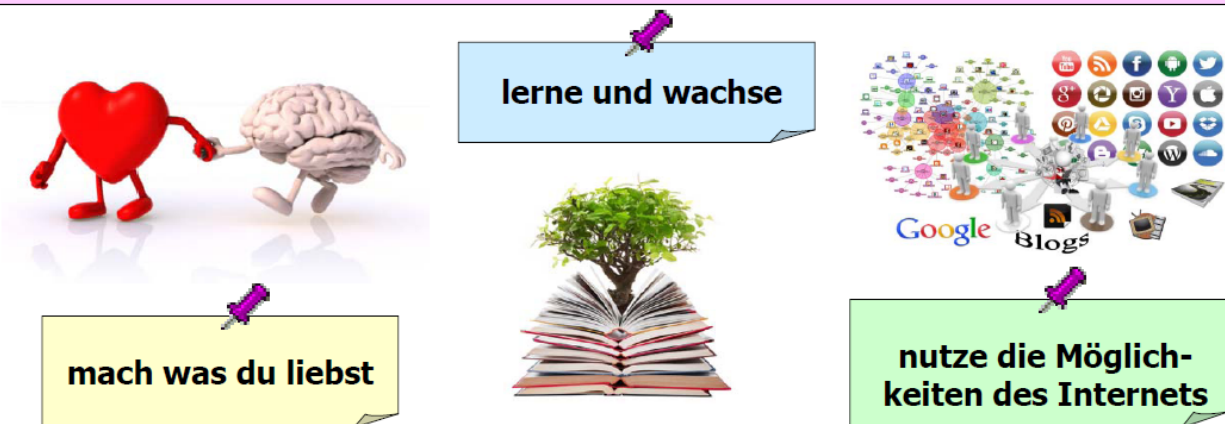 lerne und wachse
Google
Blogs
mach was du liebst
nutze die Möglich-
keiten des Internets